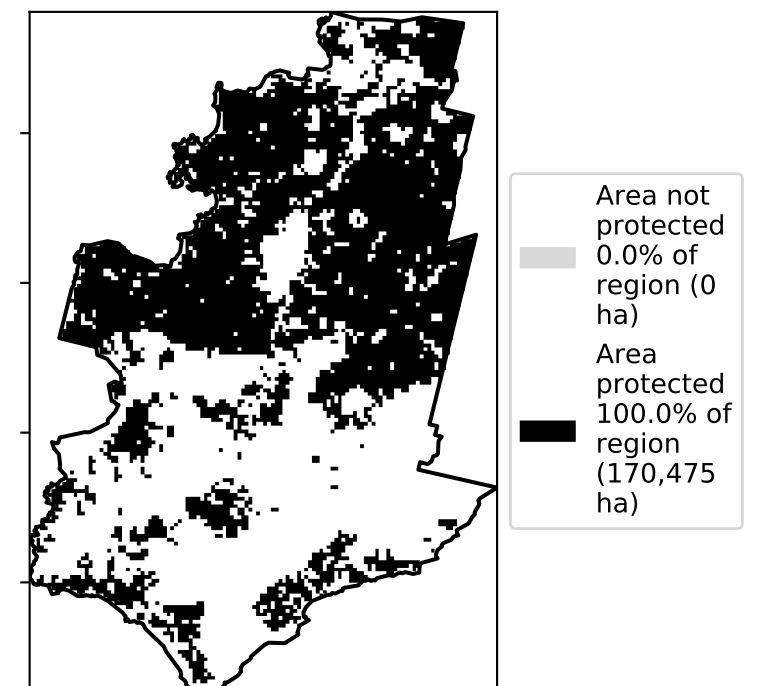 Area not
protected
0.0% of
region (0
ha)
Area
protected
100.0% of
region
(170,475
ha)